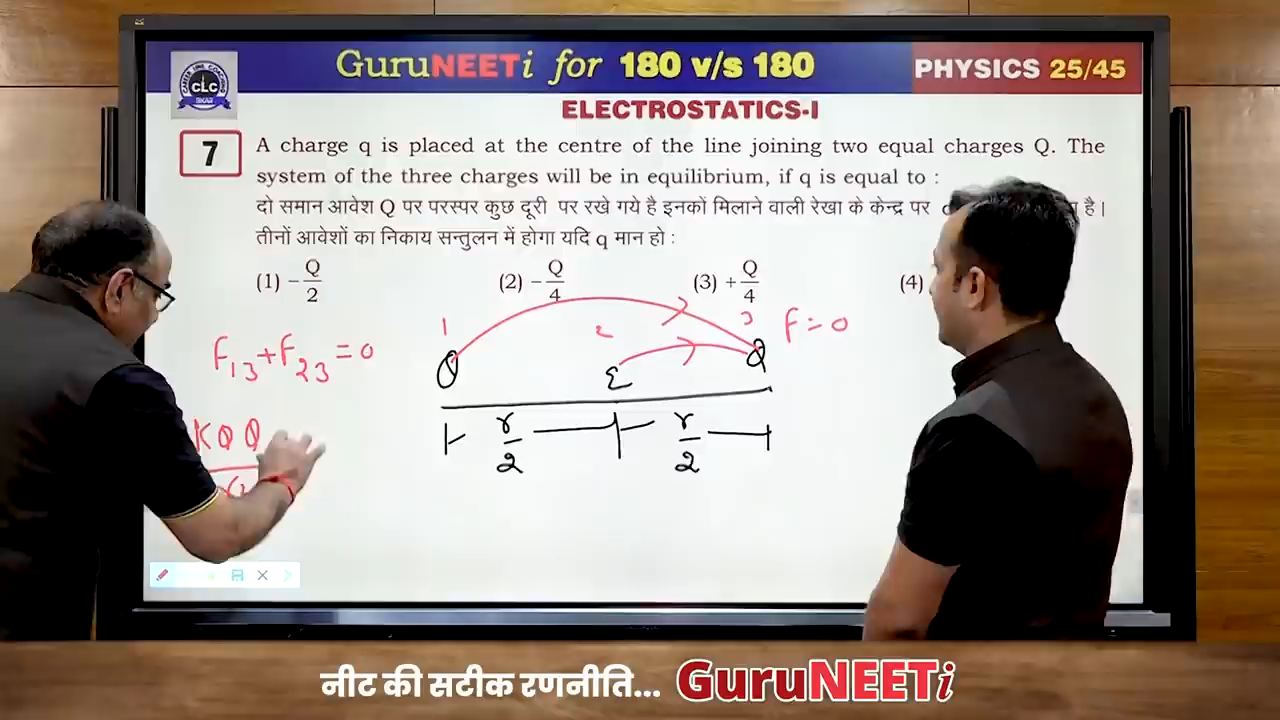 GuruNEETi for 180 v/s 180
PHYSICS 25/45
CLC
SIKAR
ELECTROSTATICS-I
7
A charge q is placed at the centre of the line joining two equal charges Q. The
system of the three charges will be in equilibrium, if q is equal to :
दो समान आवेश Q पर परस्पर कुछ दूरी पर रखे गये है इनकों मिलाने वाली रेखा के केन्द्र पर
है।
तीनों आवेशों का निकाय सन्तुलन में होगा यदि q मान हो :
(1) −Q/2 (2) −Q/4 (3) +Q/4 (4)
1 2 3 F=0
F13+F23=0
Q Q
KQQ
r/2 r/2
नीट की सटीक रणनीति... GuruNEETi